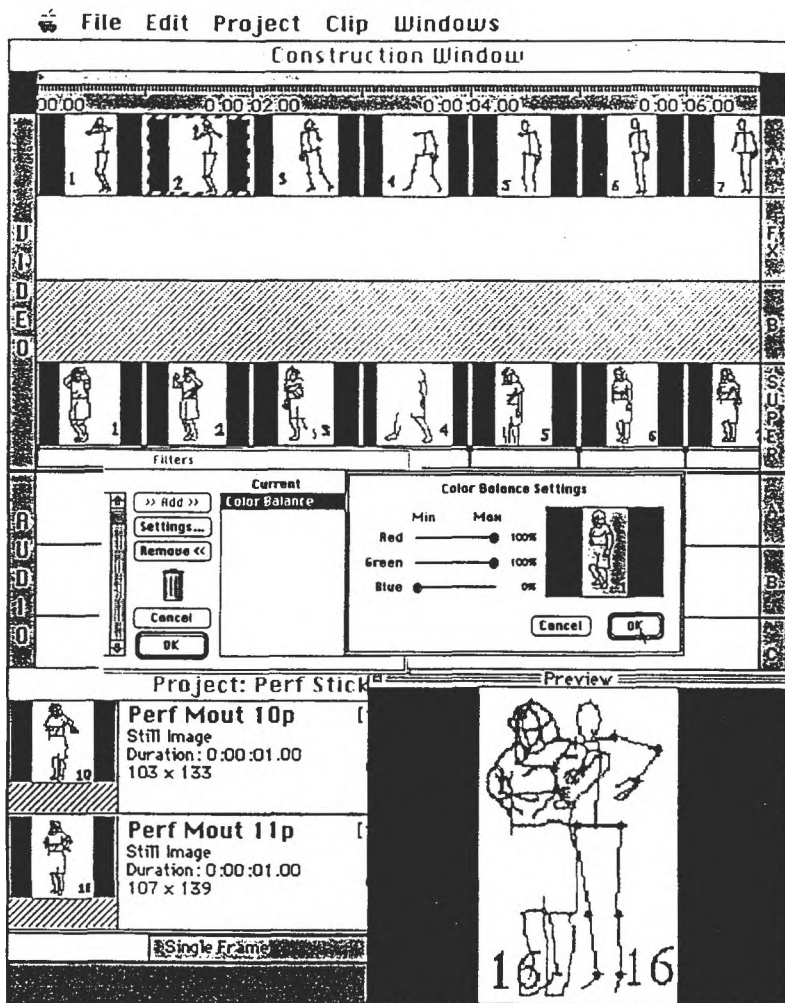 File Edit Project Clip Windows
Construction Window
00:00 0:00:02:00 0:00:04:00 0:00:06:00
VIDEO
1 2 3 4 5 6 7
A
FX
B
SUPER
1 2 3 4 5 6
Filters
AUDIO
A
B
C
>> Add >>
Settings...
Remove <<
Cancel
OK
Current
Color Balance
Color Balance Settings
Min Max
Red 100%
Green 100%
Blue 0%
Cancel OK
Project: Perf Stick
10
Perf Mout 10p
Still Image
Duration: 0:00:01.00
103 x 133
11
Perf Mout 11p
Still Image
Duration: 0:00:01.00
107 x 139
Single Frame
Preview
16 16